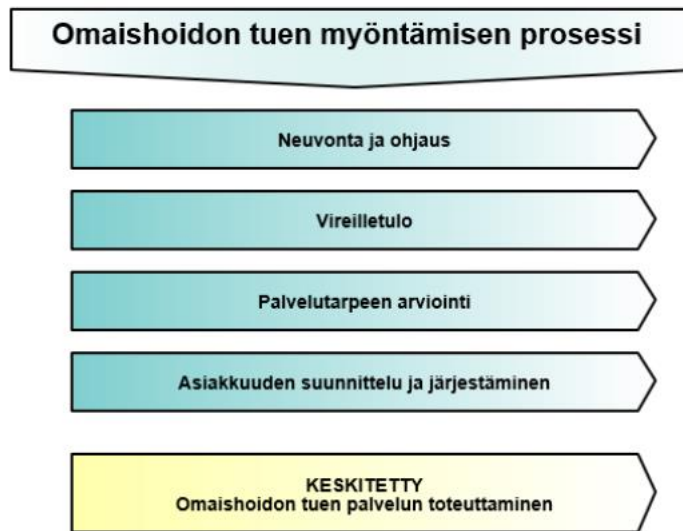 Omaishoidon tuen myöntämisen prosessi
Neuvonta ja ohjaus
Vireilletulo
Palvelutarpeen arviointi
Asiakkuuden suunnittelu ja järjestäminen
KESKITETTY
Omaishoidon tuen palvelun toteuttaminen